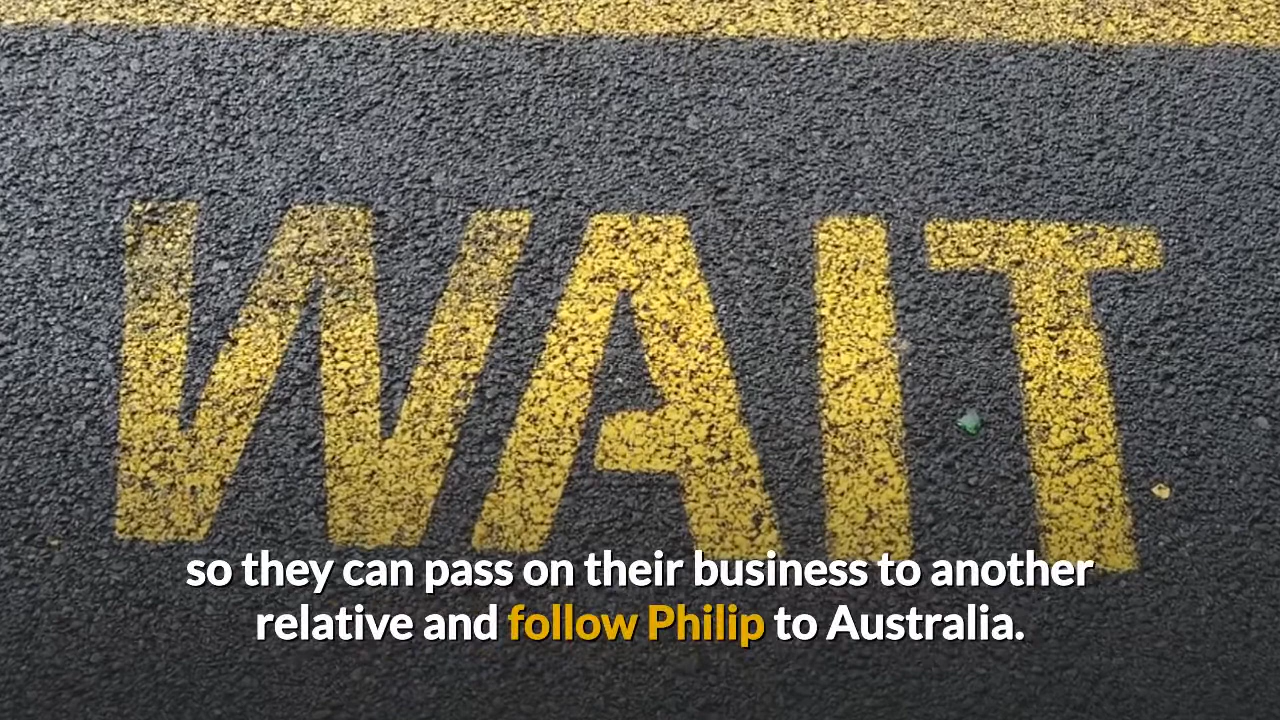 WAIT
so they can pass on their business to another
relative and follow Philip to Australia.